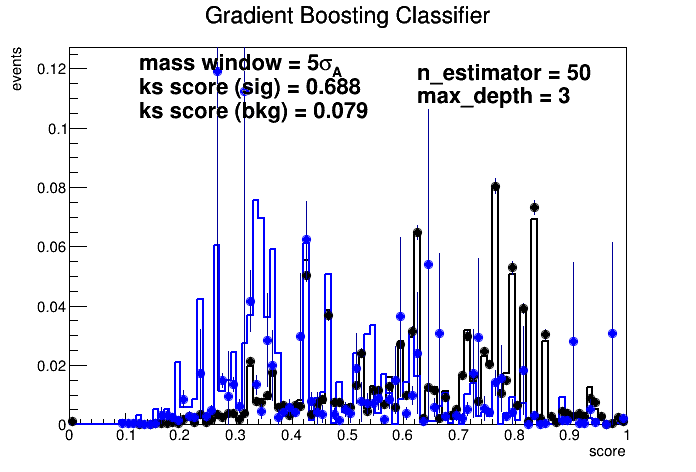 Gradient Boosting Classifier
events
mass window = 5σA
ks score (sig) = 0.688
ks score (bkg) = 0.079
n_estimator = 50
max_depth = 3
0.12
0.1
0.08
0.06
0.04
0.02
0
0 0.1 0.2 0.3 0.4 0.5 0.6 0.7 0.8 0.9 1
score